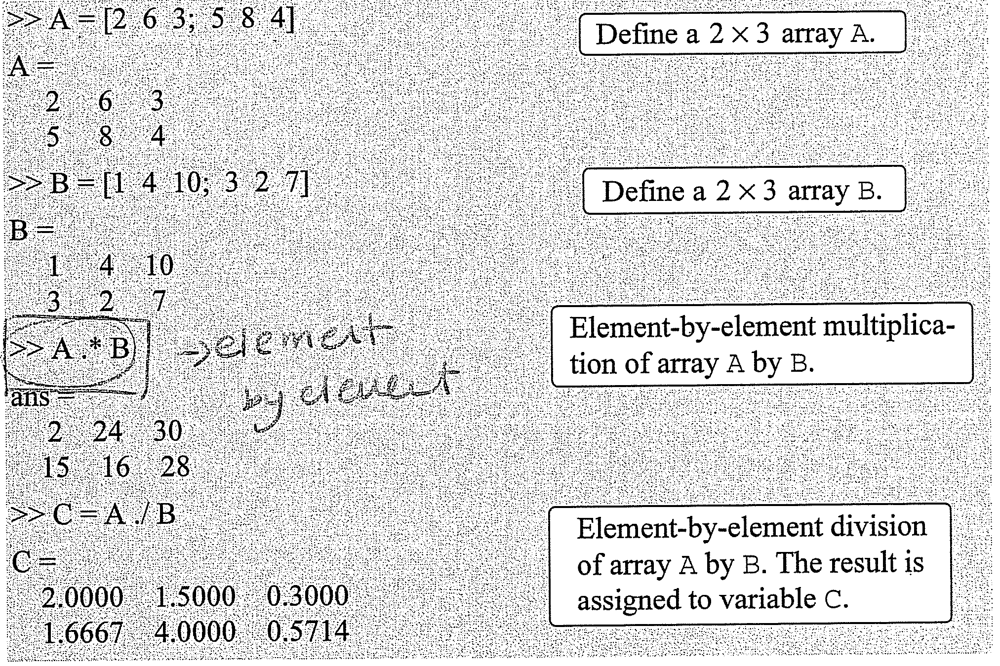 >> A = [2 6 3; 5 8 4]
Define a 2 × 3 array A.
A =
2 6 3
5 8 4
>> B = [1 4 10; 3 2 7]
Define a 2 × 3 array B.
B =
1 4 10
3 2 7
>> A .* B
→ element
by element
Element-by-element multiplica-
tion of array A by B.
ans =
2 24 30
15 16 28
>> C = A ./ B
Element-by-element division
of array A by B. The result is
assigned to variable C.
C =
2.0000 1.5000 0.3000
1.6667 4.0000 0.5714